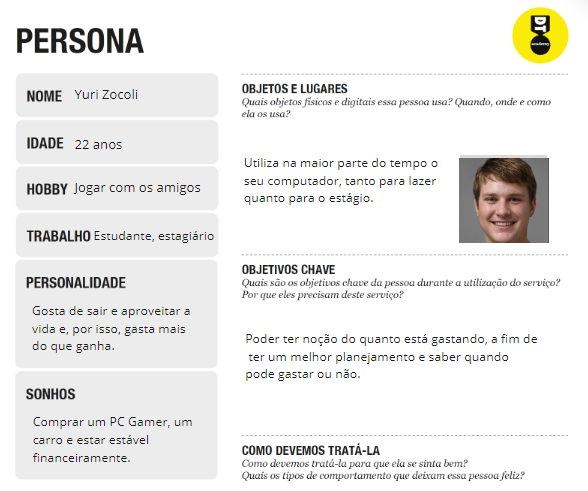 PERSONA
DT
academy
NOME Yuri Zocoli
IDADE 22 anos
HOBBY Jogar com os amigos
TRABALHO Estudante, estagiário
PERSONALIDADE
Gosta de sair e aproveitar a
vida e, por isso, gasta mais
do que ganha.
SONHOS
Comprar um PC Gamer, um
carro e estar estável
financeiramente.
OBJETOS E LUGARES
Quais objetos físicos e digitais essa pessoa usa? Quando, onde e como
ela os usa?
Utiliza na maior parte do tempo o
seu computador, tanto para lazer
quanto para o estágio.
OBJETIVOS CHAVE
Quais são os objetivos chave da pessoa durante a utilização do serviço?
Por que eles precisam deste serviço?
Poder ter noção do quanto está gastando, a fim de
ter um melhor planejamento e saber quando
pode gastar ou não.
COMO DEVEMOS TRATÁ-LA
Como devemos tratá-la para que ela se sinta bem?
Quais os tipos de comportamento que deixam essa pessoa feliz?